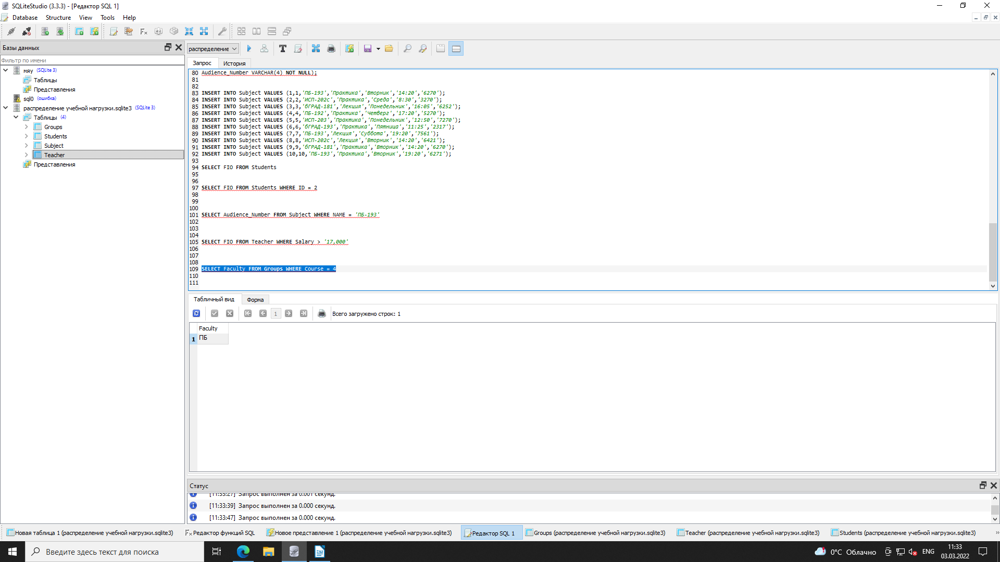 SQLiteStudio (3.3.3) - [Редактор SQL 1]
Database Structure View Tools Help
Базы данных
распределение
Фильтр по имени
Запрос История
мяу (SQLite 3)
Таблицы
Представления
sql0 (ошибка)
распределение учебной нагрузки.sqlite3 (SQLite 3)
Таблицы (4)
Groups
Students
Subject
Teacher
Представления
80 Audience_Number VARCHAR(4) NOT NULL);
81
82
83 INSERT INTO Subject VALUES (1,1,'ПБ-193','Практика','Вторник','14:20','6270');
84 INSERT INTO Subject VALUES (2,2,'ИСП-202с','Практика','Среда','8:30','3270');
85 INSERT INTO Subject VALUES (3,3,'бГРАД-181','Лекция','Понедельник','16:05','6252');
86 INSERT INTO Subject VALUES (4,4,'ПБ-192','Практика','Четверг','17:20','5270');
87 INSERT INTO Subject VALUES (5,5,'ИСП-203','Практика','Понедельник','12:50','7270');
88 INSERT INTO Subject VALUES (6,6,'бГРАД-193','Практика','Пятница','11:25','2317');
89 INSERT INTO Subject VALUES (7,7,'ПБ-193','Лекция','Суббота','19:20','7561');
90 INSERT INTO Subject VALUES (8,8,'ИСП-202с','Лекция','Вторник','14:20','6421');
91 INSERT INTO Subject VALUES (9,9,'бГРАД-181','Практика','Вторник','14:20','6270');
92 INSERT INTO Subject VALUES (10,10,'ПБ-193','Практика','Вторник','19:20','6271');
93
94 SELECT FIO FROM Students
95
96
97 SELECT FIO FROM Students WHERE ID = 2
98
99
100
101 SELECT Audience_Number FROM Subject WHERE NAME = 'ПБ-193'
102
103
104
105 SELECT FIO FROM Teacher WHERE Salary > '17,000'
106
107
108
109 SELECT Faculty FROM Groups WHERE Course = 4
110
111
Табличный вид Форма
1 Всего загружено строк: 1
Faculty
1 ПБ
Статус
[11:33:27] Запрос выполнен за 0.001 секунд.
[11:33:39] Запрос выполнен за 0.000 секунд.
[11:33:47] Запрос выполнен за 0.000 секунд.
Новая таблица 1 (распределение учебной нагрузки.sqlite3) Редактор функций SQL Новое представление 1 (распределение учебной нагрузки.sqlite3) Редактор SQL 1 Groups (распределение учебной нагрузки.sqlite3) Teacher (распределение учебной нагрузки.sqlite3) Students (распределение учебной нагрузки.sqlite3)
Введите здесь текст для поиска
0°C Облачно ENG 11:33
03.03.2022